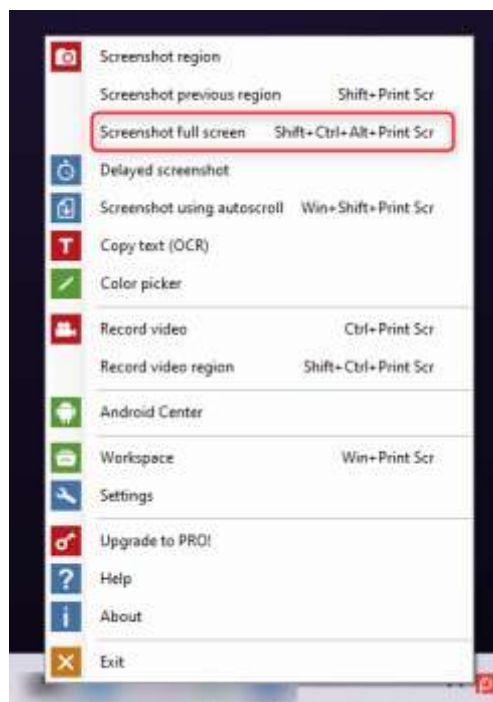 Screenshot region
Screenshot previous region Shift+Print Scr
Screenshot full screen Shift+Ctrl+Alt+Print Scr
Delayed screenshot
Screenshot using autoscroll Win+Shift+Print Scr
T Copy text (OCR)
Color picker
Record video Ctrl+Print Scr
Record video region Shift+Ctrl+Print Scr
Android Center
Workspace Win+Print Scr
Settings
Upgrade to PRO!
? Help
i About
Exit